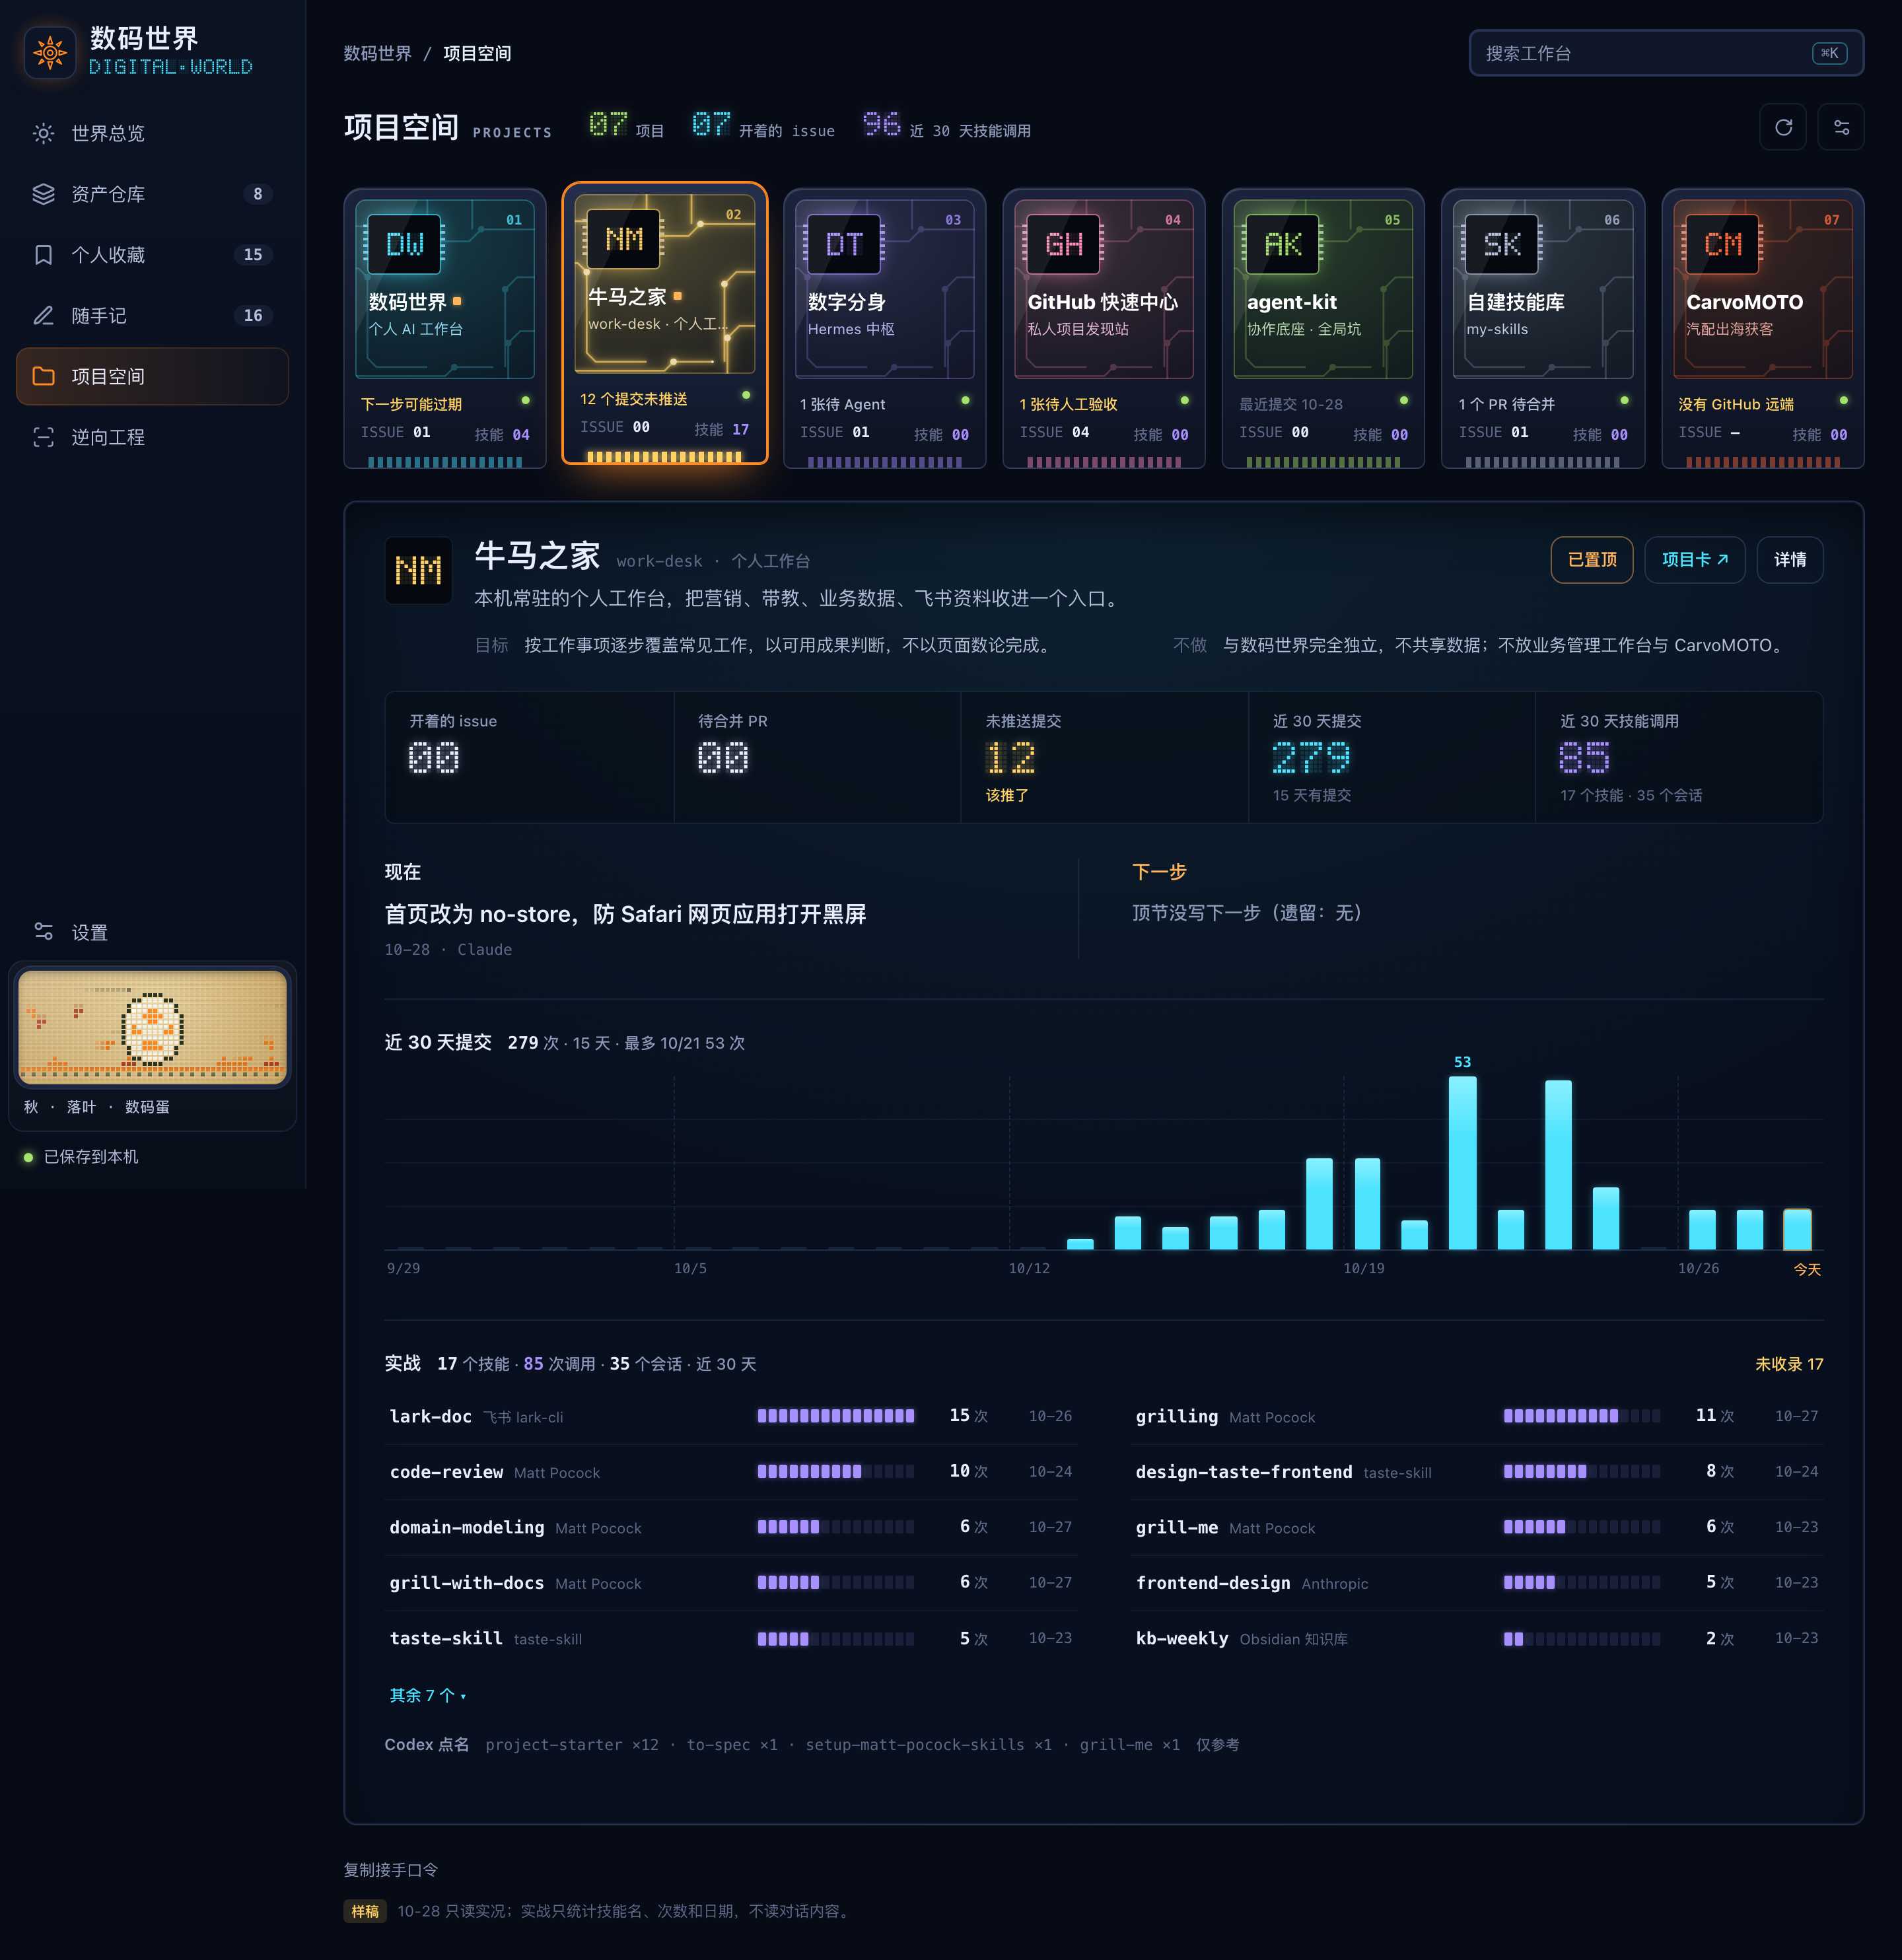 数码世界
DIGITAL·WORLD
世界总览
资产仓库 8
个人收藏 15
随手记 16
项目空间
逆向工程
设置
秋 · 落叶 · 数码蛋
已保存到本机
数码世界 / 项目空间
搜索工作台 ⌘K
项目空间 PROJECTS 07 项目 07 开着的 issue 96 近 30 天技能调用
01
DW
数码世界
个人 AI 工作台
下一步可能过期
ISSUE 01 技能 04
02
NM
牛马之家
work-desk · 个人工...
12 个提交未推送
ISSUE 00 技能 17
03
DT
数字分身
Hermes 中枢
1 张待 Agent
ISSUE 01 技能 00
04
GH
GitHub 快速中心
私人项目发现站
1 张待人工验收
ISSUE 04 技能 00
05
AK
agent-kit
协作底座 · 全局坑
最近提交 10-28
ISSUE 00 技能 00
06
SK
自建技能库
my-skills
1 个 PR 待合并
ISSUE 01 技能 00
07
CM
CarvoMOTO
汽配出海获客
没有 GitHub 远端
ISSUE — 技能 00
NM
牛马之家 work-desk · 个人工作台
已置顶 项目卡 ↗ 详情
本机常驻的个人工作台，把营销、带教、业务数据、飞书资料收进一个入口。
目标 按工作事项逐步覆盖常见工作，以可用成果判断，不以页面数论完成。
不做 与数码世界完全独立，不共享数据；不放业务管理工作台与 CarvoMOTO。
开着的 issue
00
待合并 PR
00
未推送提交
12
该推了
近 30 天提交
279
15 天有提交
近 30 天技能调用
85
17 个技能 · 35 个会话
现在
首页改为 no-store，防 Safari 网页应用打开黑屏
10-28 · Claude
下一步
顶节没写下一步（遗留：无）
近 30 天提交 279 次 · 15 天 · 最多 10/21 53 次
53
9/29 10/5 10/12 10/19 10/26 今天
实战 17 个技能 · 85 次调用 · 35 个会话 · 近 30 天
未收录 17
lark-doc 飞书 lark-cli 15 次 10-26
grilling Matt Pocock 11 次 10-27
code-review Matt Pocock 10 次 10-24
design-taste-frontend taste-skill 8 次 10-24
domain-modeling Matt Pocock 6 次 10-27
grill-me Matt Pocock 6 次 10-23
grill-with-docs Matt Pocock 6 次 10-27
frontend-design Anthropic 5 次 10-23
taste-skill taste-skill 5 次 10-23
kb-weekly Obsidian 知识库 2 次 10-23
其余 7 个 ▾
Codex 点名 project-starter ×12 · to-spec ×1 · setup-matt-pocock-skills ×1 · grill-me ×1 仅参考
复制接手口令
样稿 10-28 只读实况；实战只统计技能名、次数和日期，不读对话内容。